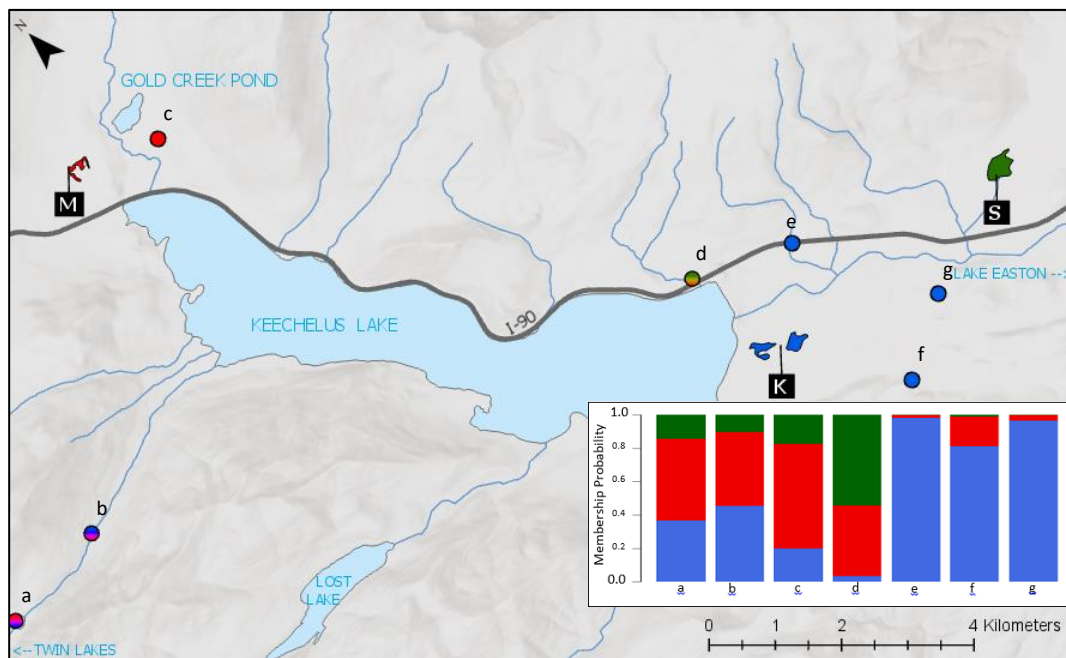 N
GOLD CREEK POND
c
M
S
e
d
g
LAKE EASTON -->
KEECHELUS LAKE
I-90
K
f
b
a
LOST
LAKE
<--TWIN LAKES
Membership Probability
1.0
0.8
0.6
0.4
0.2
0.0
a b c d e f g
0 1 2 4 Kilometers